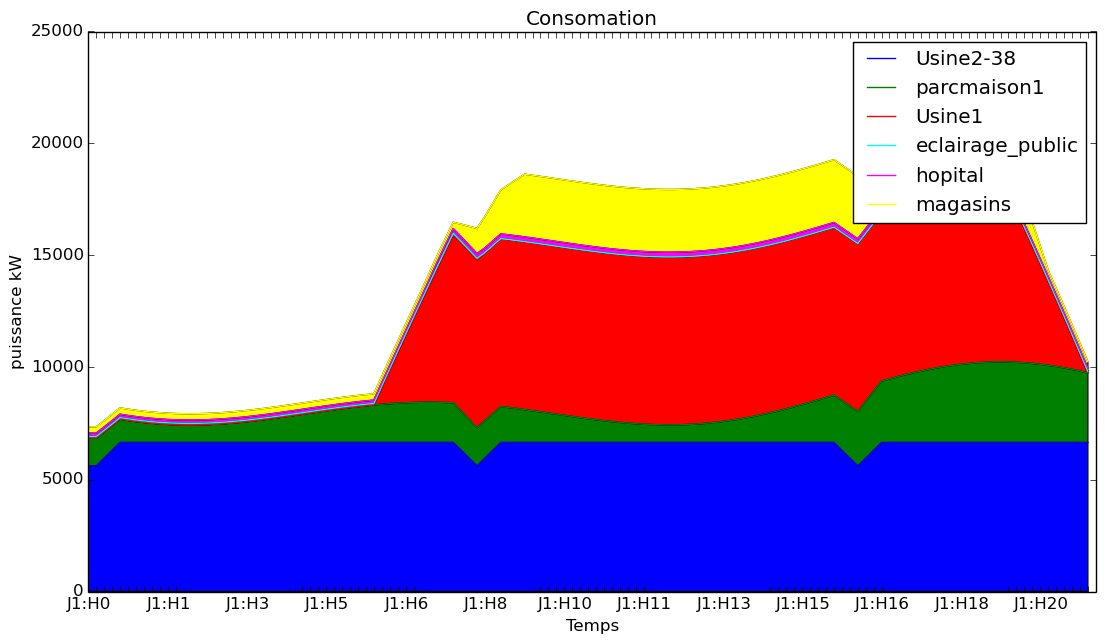 Consomation
25000
20000
15000
10000
5000
0
puissance kW
Usine2-38
parcmaison1
Usine1
eclairage_public
hopital
magasins
J1:H0 J1:H1 J1:H3 J1:H5 J1:H6 J1:H8 J1:H10 J1:H11 J1:H13 J1:H15 J1:H16 J1:H18 J1:H20
Temps